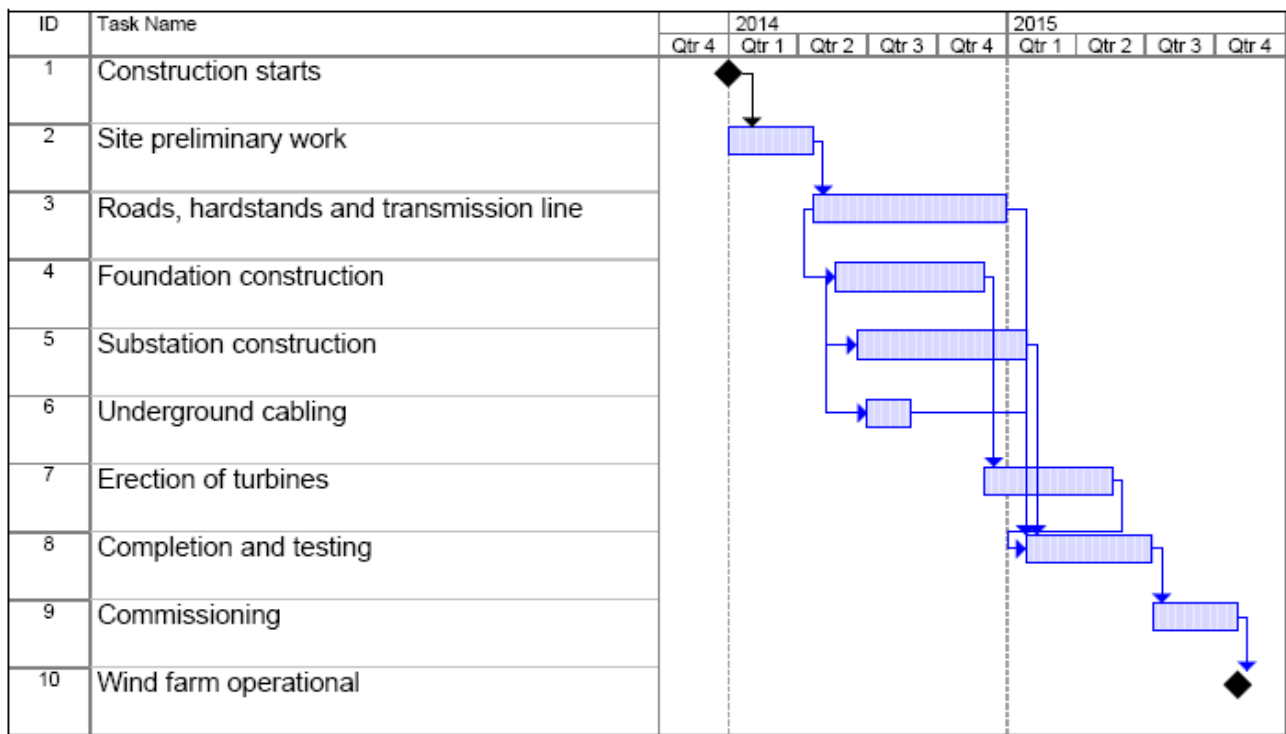 ID Task Name 2014 2015
Qtr 4 Qtr 1 Qtr 2 Qtr 3 Qtr 4 Qtr 1 Qtr 2 Qtr 3 Qtr 4
1 Construction starts
2 Site preliminary work
3 Roads, hardstands and transmission line
4 Foundation construction
5 Substation construction
6 Underground cabling
7 Erection of turbines
8 Completion and testing
9 Commissioning
10 Wind farm operational